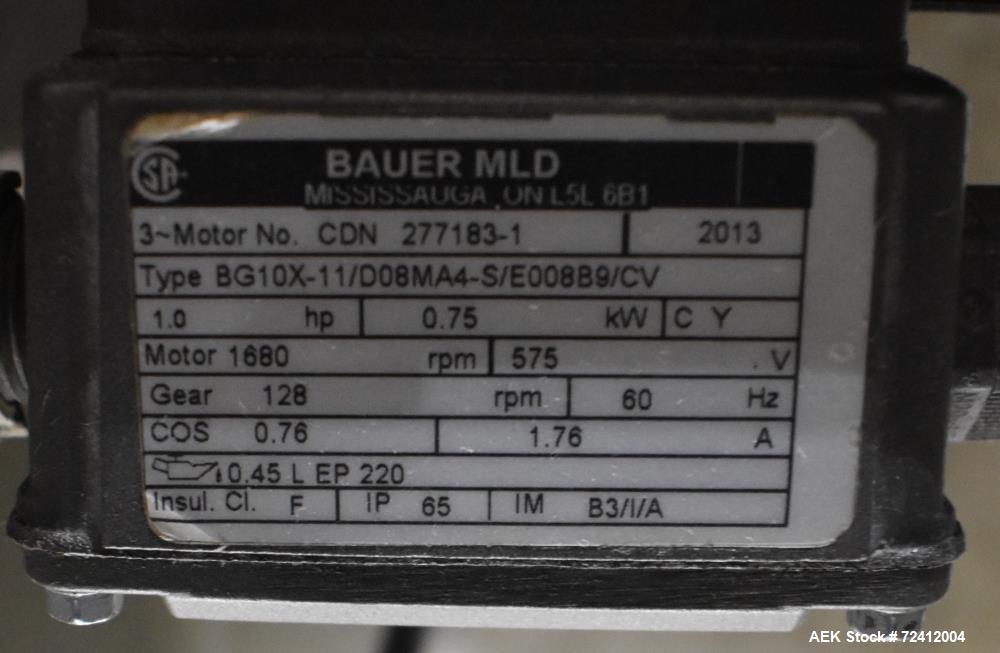 SA
BAUER MLD
MISSISSAUGA ,ON L5L 6B1
3~Motor No. CDN 277183-1 2013
Type BG10X-11/D08MA4-S/E008B9/CV
1.0 hp 0.75 kW C Y
Motor 1680 rpm 575 V
Gear 128 rpm 60 Hz
COS 0.76 1.76 A
0.45 L EP 220
Insul. Cl. F IP 65 IM B3/I/A
AEK Stock # 72412004